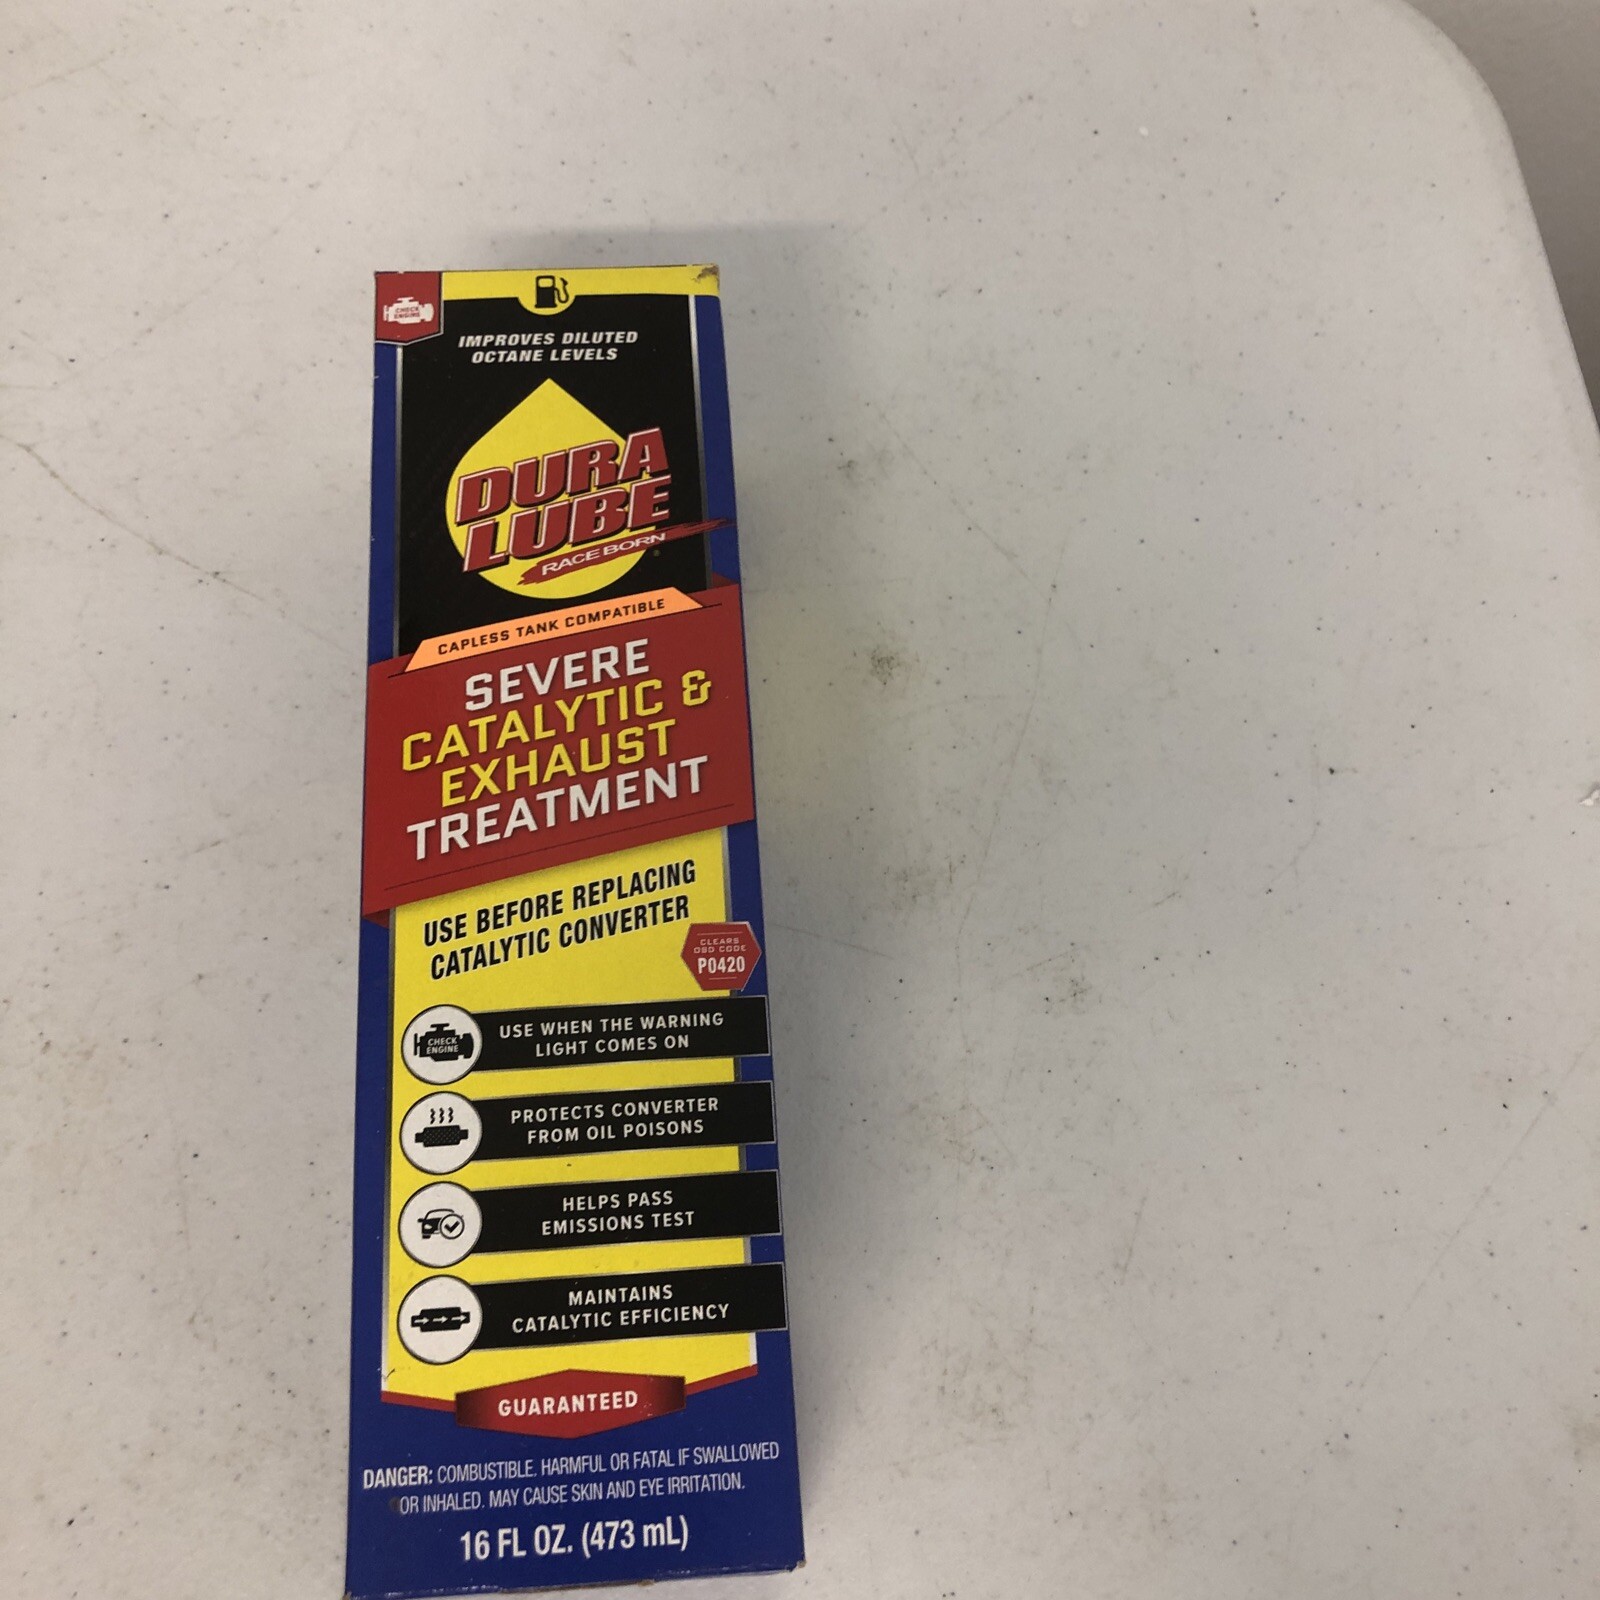 CHECK
ENGINE
IMPROVES DILUTED
OCTANE LEVELS
DURA
LUBE
RACE BORN
CAPLESS TANK COMPATIBLE
SEVERE
CATALYTIC &
EXHAUST
TREATMENT
USE BEFORE REPLACING
CATALYTIC CONVERTER
CLEARS
OBD CODE
P0420
CHECK
ENGINE
USE WHEN THE WARNING
LIGHT COMES ON
PROTECTS CONVERTER
FROM OIL POISONS
HELPS PASS
EMISSIONS TEST
MAINTAINS
CATALYTIC EFFICIENCY
GUARANTEED
DANGER: COMBUSTIBLE. HARMFUL OR FATAL IF SWALLOWED
OR INHALED. MAY CAUSE SKIN AND EYE IRRITATION.
16 FL OZ. (473 mL)